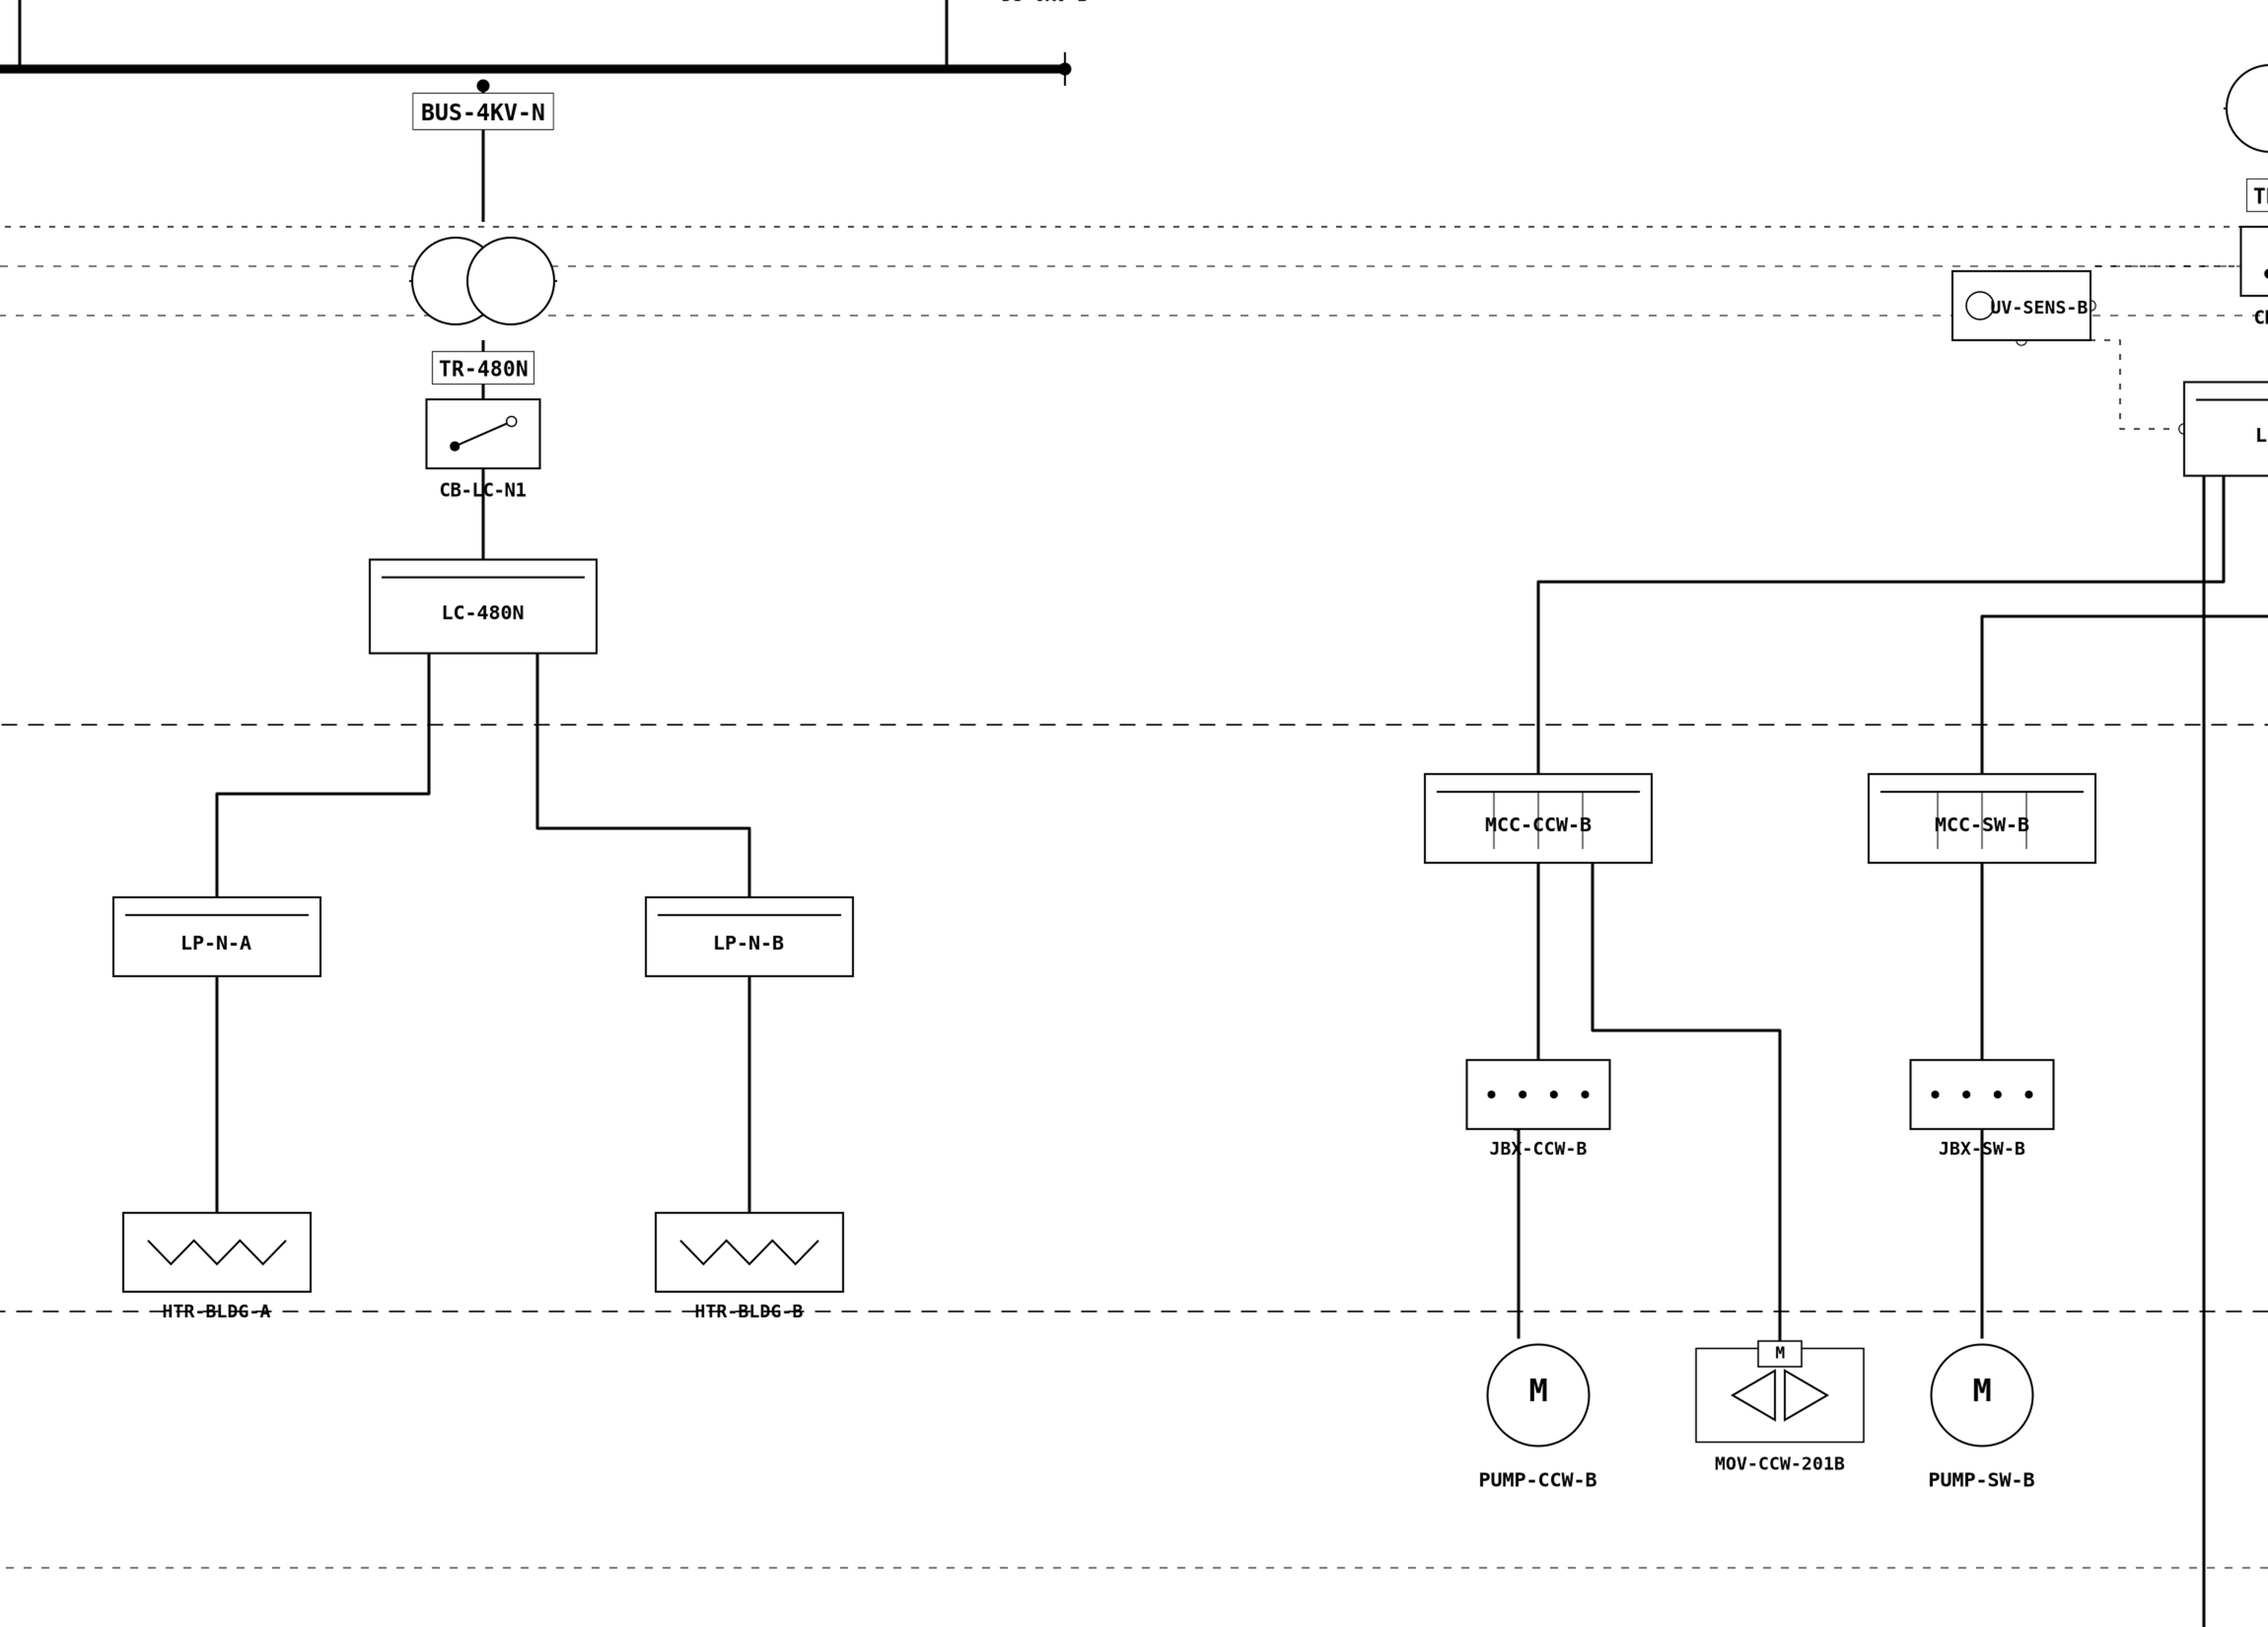 BUS-4KV-N
TR-480N
UV-SENS-B
CB-LC-N1
LC-480N
MCC-CCW-B
MCC-SW-B
LP-N-A
LP-N-B
JBX-CCW-B
JBX-SW-B
HTR-BLDG-A
HTR-BLDG-B
M
M
M
MOV-CCW-201B
PUMP-CCW-B
PUMP-SW-B